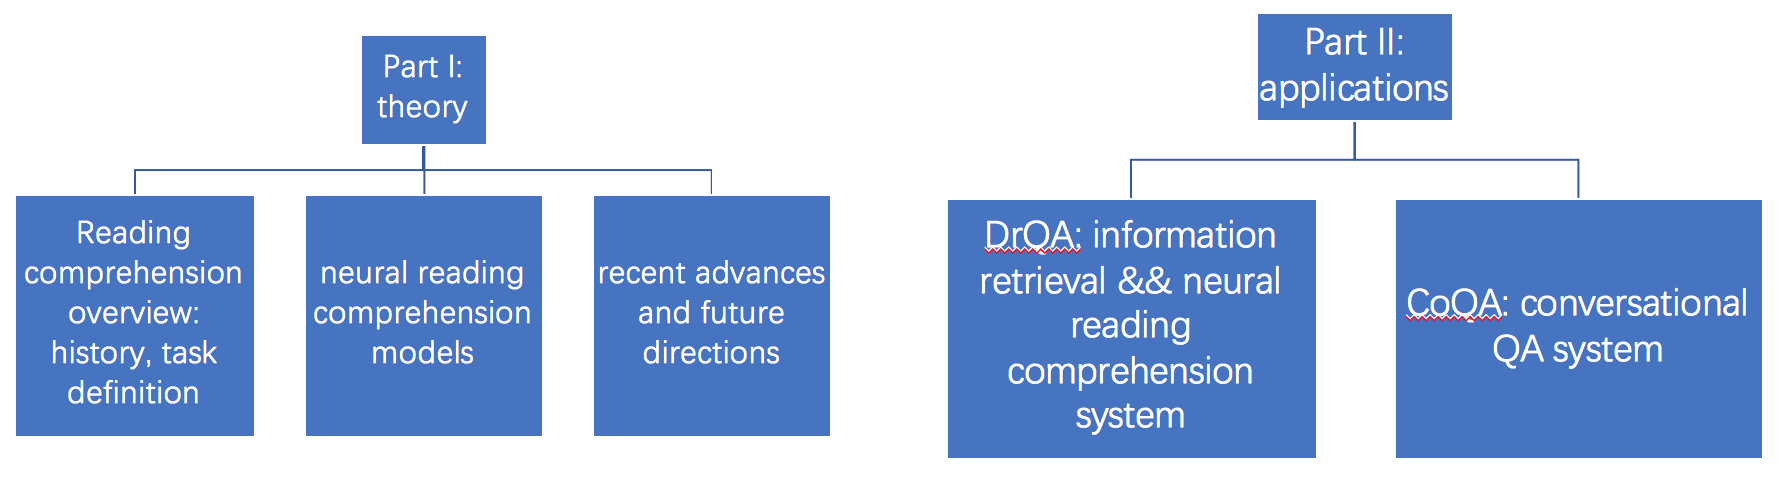 Part I:
theory
Reading
comprehension
overview:
history, task
definition
neural reading
comprehension
models
recent advances
and future
directions
Part II:
applications
DrQA: information
retrieval && neural
reading
comprehension
system
CoQA: conversational
QA system